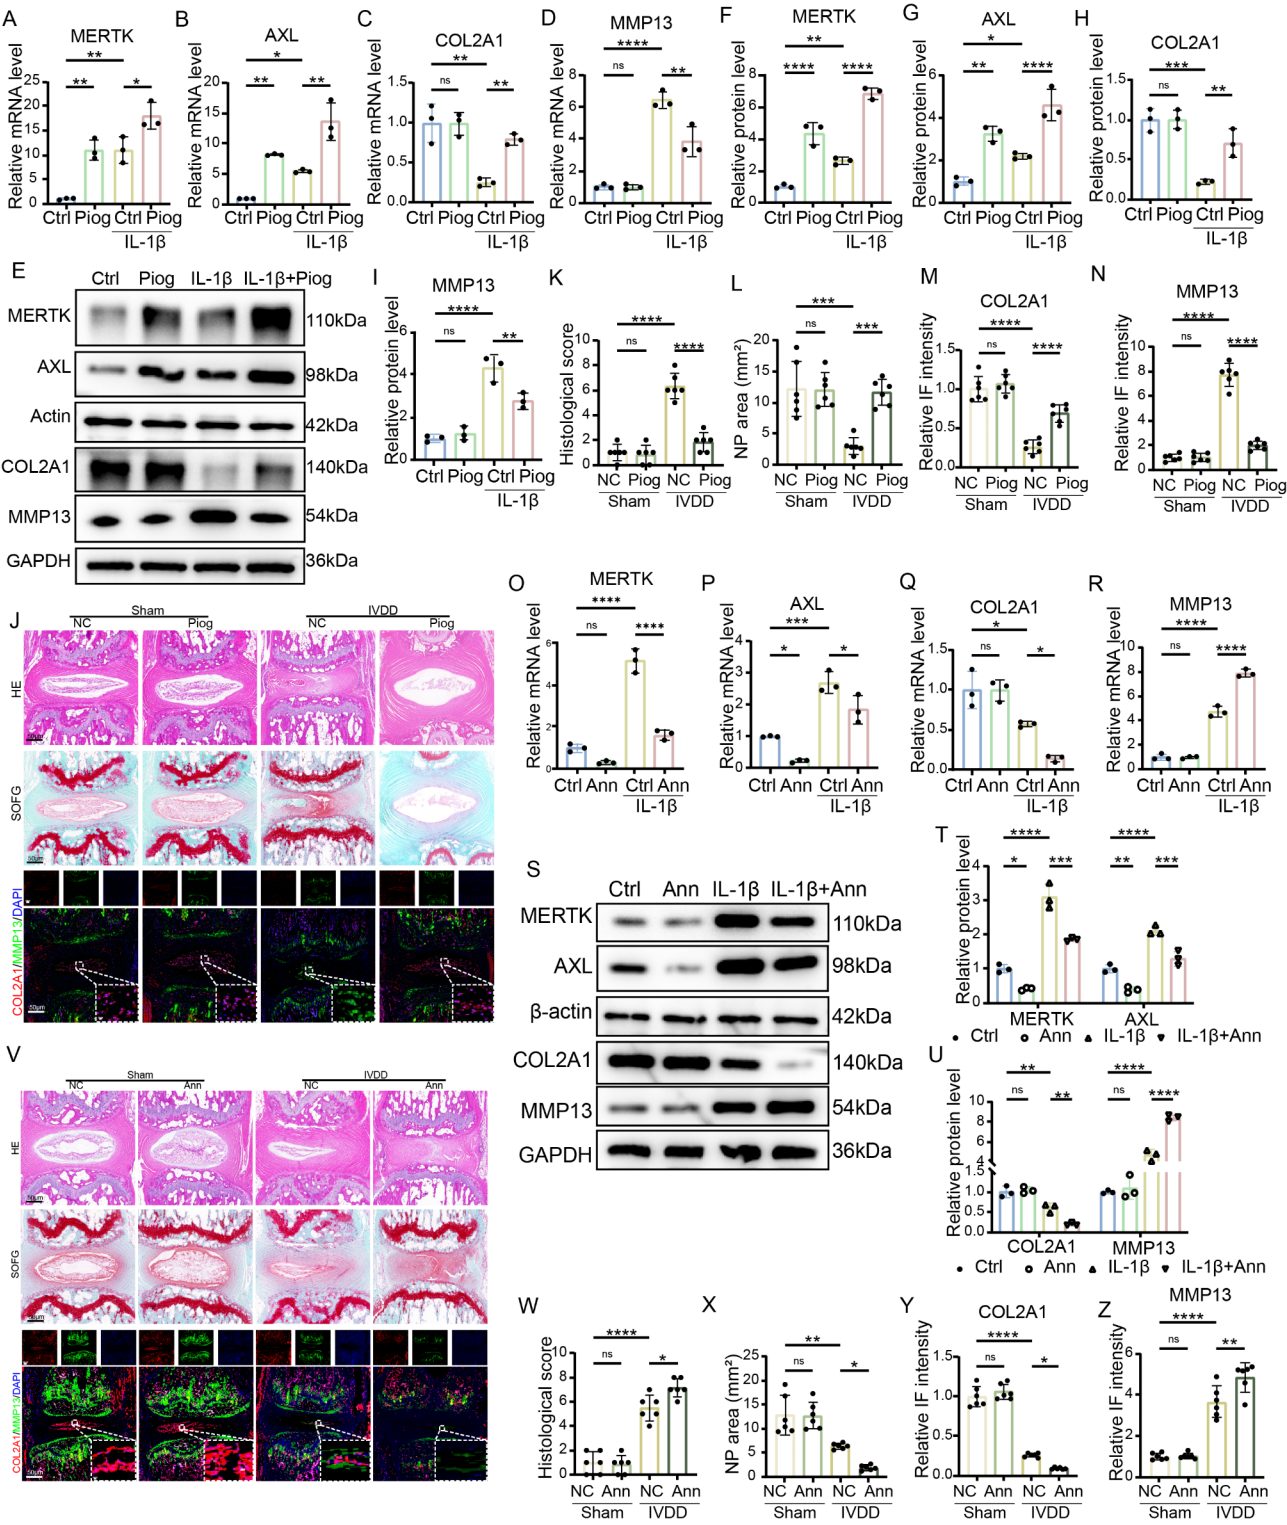 A
MERTK
Relative mRNA level
** 
** *
25
20
15
10
5
0
Ctrl Piog Ctrl Piog
IL-1β
B
AXL
Relative mRNA level
*
** **
20
15
10
5
0
Ctrl Piog Ctrl Piog
IL-1β
C
COL2A1
Relative mRNA level
**
ns **
1.5
1.0
0.5
0.0
Ctrl Piog Ctrl Piog
IL-1β
D
MMP13
Relative mRNA level
****
ns **
8
6
4
2
0
Ctrl Piog Ctrl Piog
IL-1β
F
MERTK
Relative protein level
**
**** ****
8
6
4
2
0
Ctrl Piog Ctrl Piog
IL-1β
G
AXL
Relative protein level
*
** ****
6
4
2
0
Ctrl Piog Ctrl Piog
IL-1β
H
COL2A1
Relative protein level
***
ns **
1.5
1.0
0.5
0.0
Ctrl Piog Ctrl Piog
IL-1β
E
Ctrl Piog IL-1β IL-1β+Piog
MERTK 110kDa
AXL 98kDa
Actin 42kDa
COL2A1 140kDa
MMP13 54kDa
GAPDH 36kDa
I
MMP13
Relative protein level
****
ns **
6
4
2
0
Ctrl Piog Ctrl Piog
IL-1β
K
Histological score
****
ns ****
10
8
6
4
2
0
NC Piog NC Piog
Sham IVDD
L
NP area (mm²)
***
ns ***
20
15
10
5
0
NC Piog NC Piog
Sham IVDD
M
COL2A1
Relative IF intensity
****
ns ****
1.5
1.0
0.5
0.0
NC Piog NC Piog
Sham IVDD
N
MMP13
Relative IF intensity
****
ns ****
10
8
6
4
2
0
NC Piog NC Piog
Sham IVDD
J
Sham IVDD
NC Piog NC Piog
HE
50μm
SOFG
50μm
COL2A1/MMP13/DAPI
50μm
O
MERTK
Relative mRNA level
****
ns ****
6
4
2
0
Ctrl Ann Ctrl Ann
IL-1β
P
AXL
Relative mRNA level
***
* *
4
3
2
1
0
Ctrl Ann Ctrl Ann
IL-1β
Q
COL2A1
Relative mRNA level
*
ns *
1.5
1.0
0.5
0.0
Ctrl Ann Ctrl Ann
IL-1β
R
MMP13
Relative mRNA level
****
ns ****
10
8
6
4
2
0
Ctrl Ann Ctrl Ann
IL-1β
S
Ctrl Ann IL-1β IL-1β+Ann
MERTK 110kDa
AXL 98kDa
β-actin 42kDa
COL2A1 140kDa
MMP13 54kDa
GAPDH 36kDa
T
Relative protein level
**** ****
* *** ** ***
4
3
2
1
0
MERTK AXL
Ctrl Ann IL-1β IL-1β+Ann
U
Relative protein level
** ****
ns ** ns ****
10
8
6
4
1.5
1.0
0.5
0.0
COL2A1 MMP13
Ctrl Ann IL-1β IL-1β+Ann
V
Sham IVDD
NC Ann NC Ann
HE
50μm
SOFG
50μm
COL2A1/MMP13/DAPI
50μm
W
Histological score
****
ns *
10
8
6
4
2
0
NC Ann NC Ann
Sham IVDD
X
NP area (mm²)
**
ns *
25
20
15
10
5
0
NC Ann NC Ann
Sham IVDD
Y
COL2A1
Relative IF intensity
****
ns *
1.5
1.0
0.5
0.0
NC Ann NC Ann
Sham IVDD
Z
MMP13
Relative IF intensity
****
ns **
6
4
2
0
NC Ann NC Ann
Sham IVDD